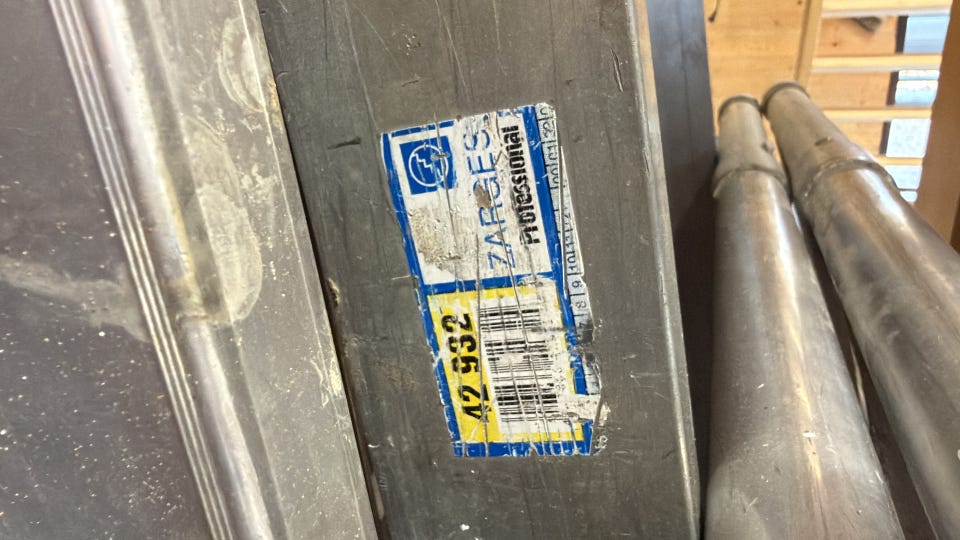 ZARGES
Professional
42 932